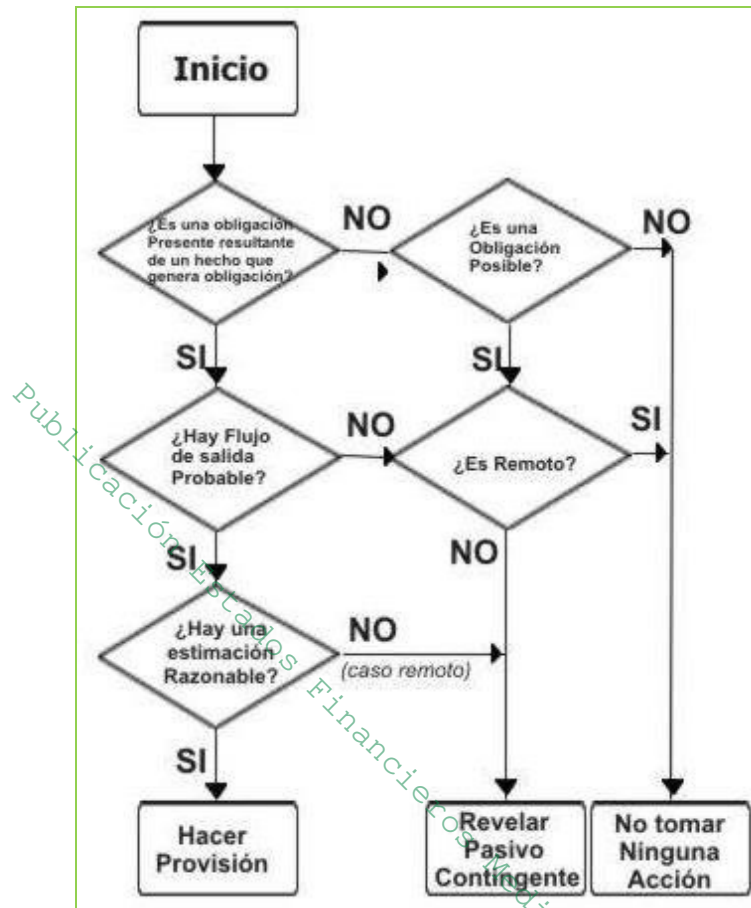 Inicio
¿Es una obligación
Presente resultante
de un hecho que
genera obligación?
NO
¿Es una
Obligación
Posible?
NO
SI
SI
¿Hay Flujo
de salida
Probable?
NO
¿Es Remoto?
SI
SI
NO
¿Hay una
estimación
Razonable?
NO
(caso remoto)
SI
Hacer
Provisión
Revelar
Pasivo
Contingente
No tomar
Ninguna
Acción
Publicación Estados Financieros Medi